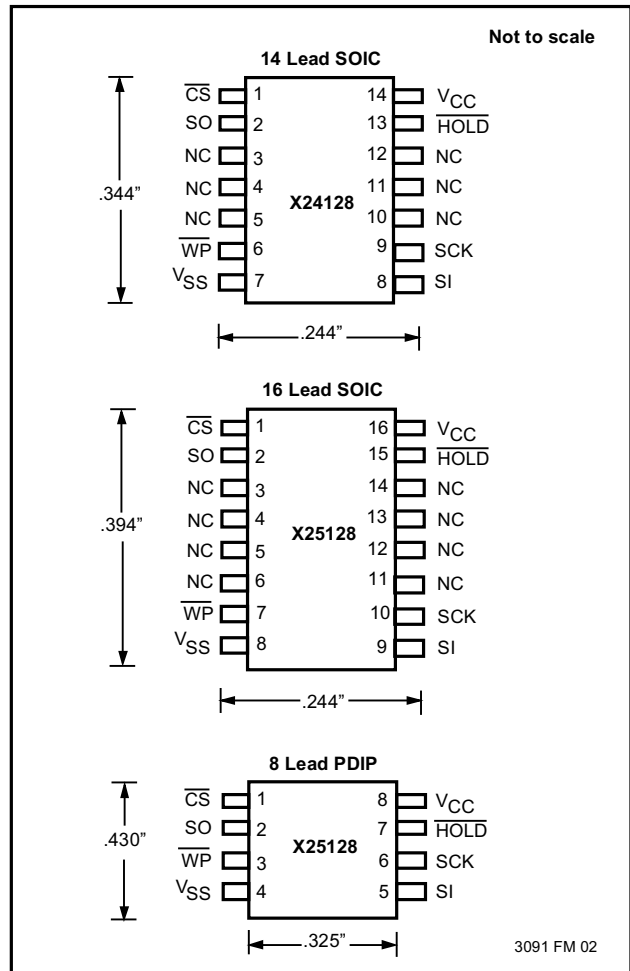 Not to scale
14 Lead SOIC
CS 1 14 VCC
SO 2 13 HOLD
NC 3 12 NC
NC 4 X24128 11 NC
NC 5 10 NC
WP 6 9 SCK
VSS 7 8 SI
.344”
.244”
16 Lead SOIC
CS 1 16 VCC
SO 2 15 HOLD
NC 3 14 NC
NC 4 13 NC
NC 5 X25128 12 NC
NC 6 11 NC
WP 7 10 SCK
VSS 8 9 SI
.394”
.244”
8 Lead PDIP
CS 1 8 VCC
SO 2 7 HOLD
WP 3 X25128 6 SCK
VSS 4 5 SI
.430”
.325”
3091 FM 02